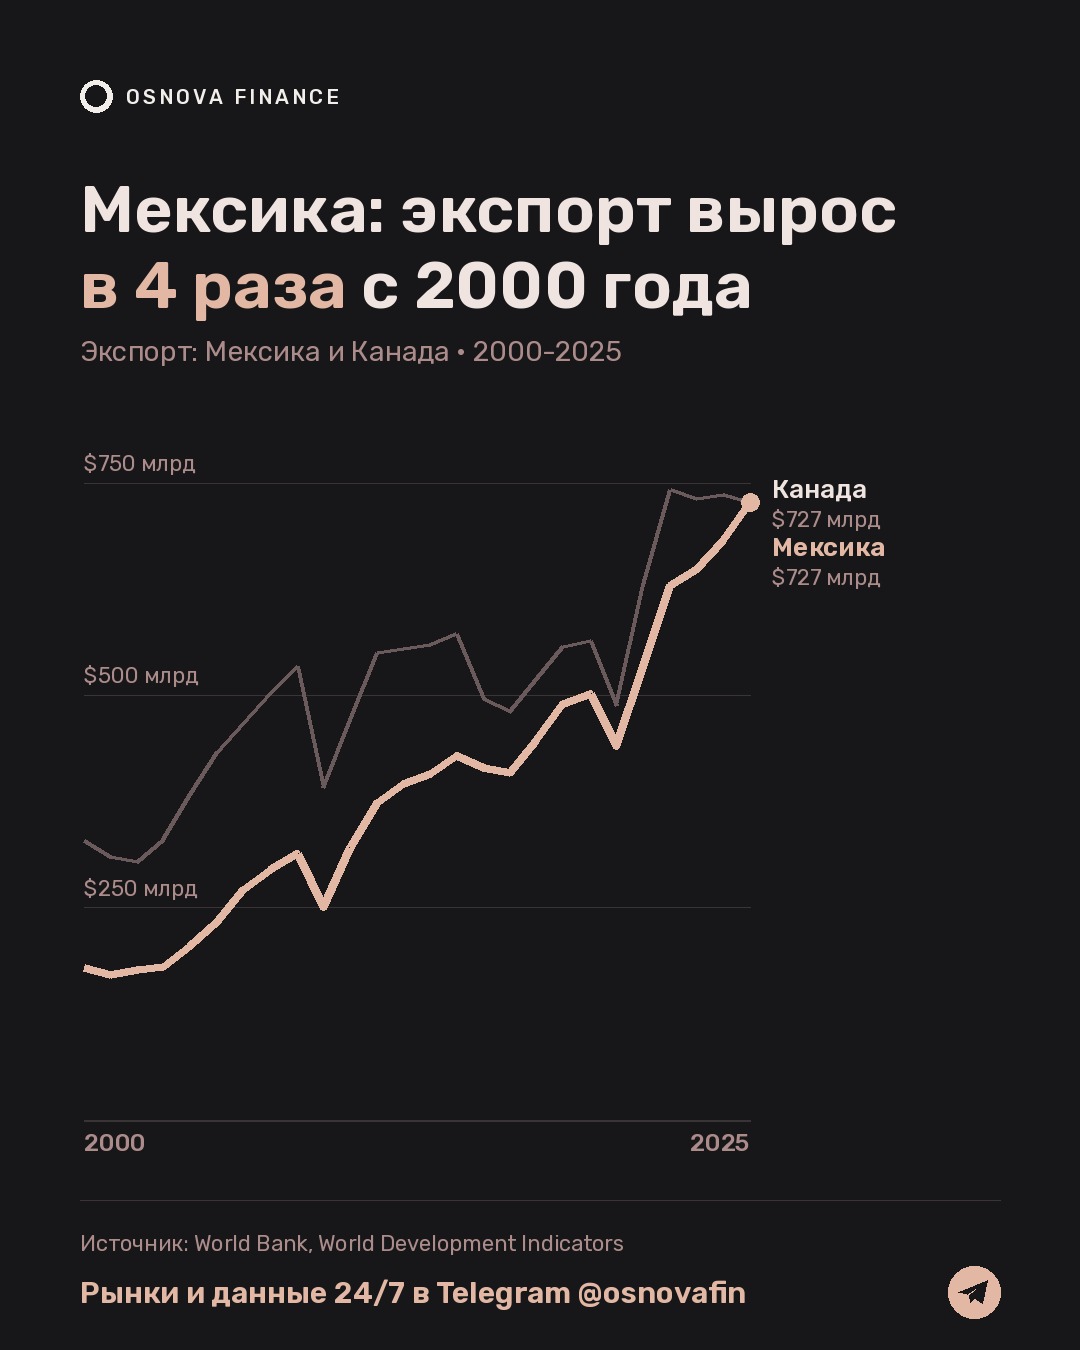 OSNOVA FINANCE
Мексика: экспорт вырос
в 4 раза с 2000 года
Экспорт: Мексика и Канада • 2000–2025
$750 млрд
Канада
$727 млрд
Мексика
$727 млрд
$500 млрд
$250 млрд
2000
2025
Источник: World Bank, World Development Indicators
Рынки и данные 24/7 в Telegram @osnovafin